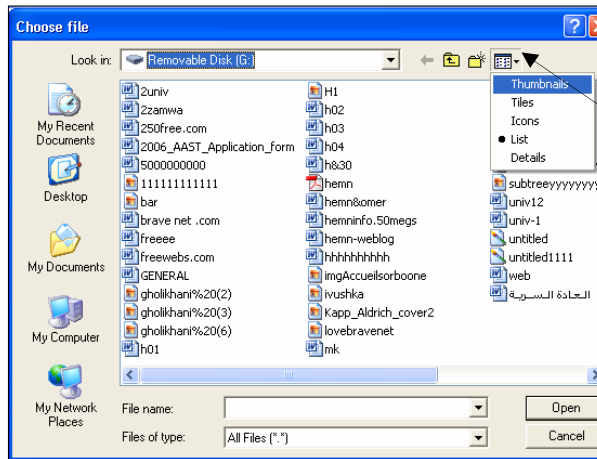 Choose file
Look in:
Removable Disk (G:)
My Recent
Documents
Desktop
My Documents
My Computer
My Network
Places
2univ
2zamwa
250free.com
2006_AAST_Application_form
5000000000
111111111111
bar
brave net .com
freeee
freewebs.com
GENERAL
gholikhani%20(2)
gholikhani%20(3)
gholikhani%20(6)
h01
H1
h02
h03
h04
h&30
hemn
hemn&omer
hemninfo.50megs
hemn-weblog
hhhhhhhhhh
imgAccueilsorboone
ivushka
Kapp_Aldrich_cover2
lovebravenet
mk
Thumbnails
Tiles
Icons
List
Details
univ12
univ-1
untitled
untitled1111
web
العادة السرية
File name:
Open
Files of type:
All Files (*.*)
Cancel